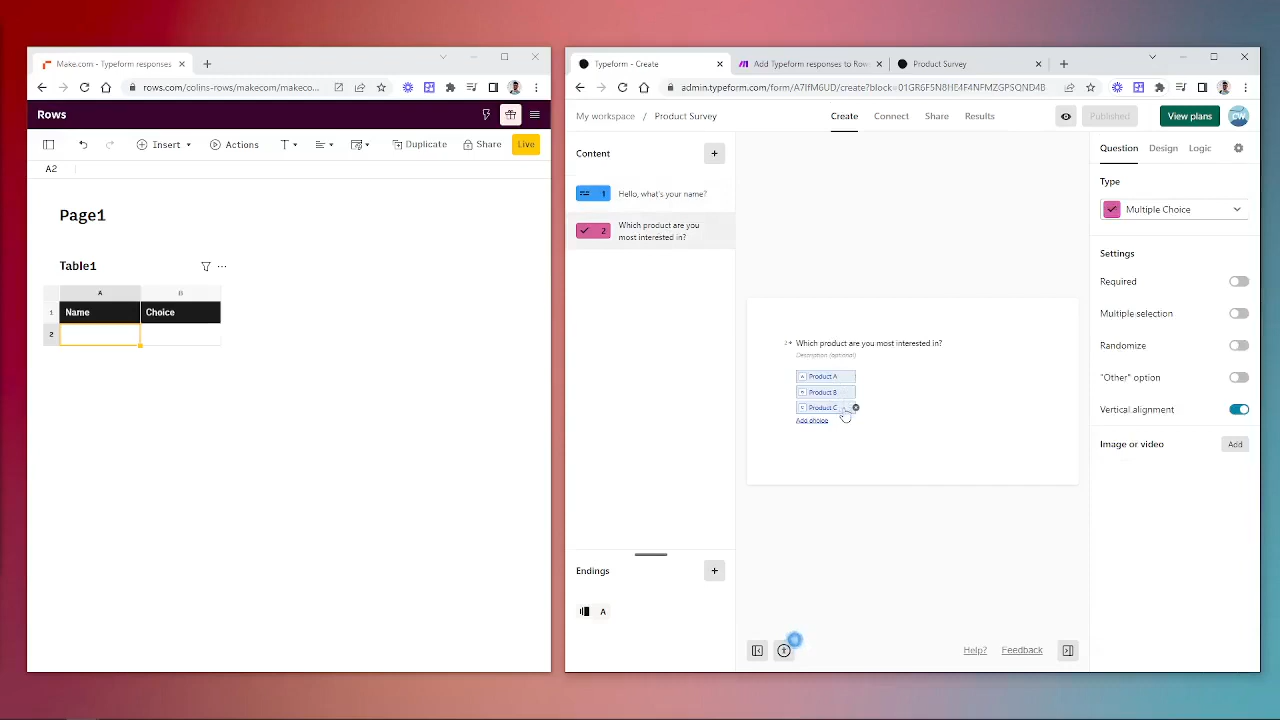 Make.com - Typeform responses
rows.com/collins-rows/makecom/makeco...
Rows
Insert
Actions
T
Duplicate
Share
Live
A2
Page1
Table1
A B
1 Name Choice
2
Typeform - Create
Add Typeform responses to Row
Product Survey
admin.typeform.com/form/A7IfM6UD/create?block=01GR6FSN8HE4F4NFMZGPSQND4B
My workspace / Product Survey
Create
Connect
Share
Results
Published
View plans
CW
Content
1 Hello, what's your name?
2 Which product are you
most interested in?
Endings
A
2 Which product are you most interested in?
Description (optional)
A Product A
B Product B
C Product C
Add choice
Help?
Feedback
Question
Design
Logic
Type
Multiple Choice
Settings
Required
Multiple selection
Randomize
"Other" option
Vertical alignment
Image or video
Add